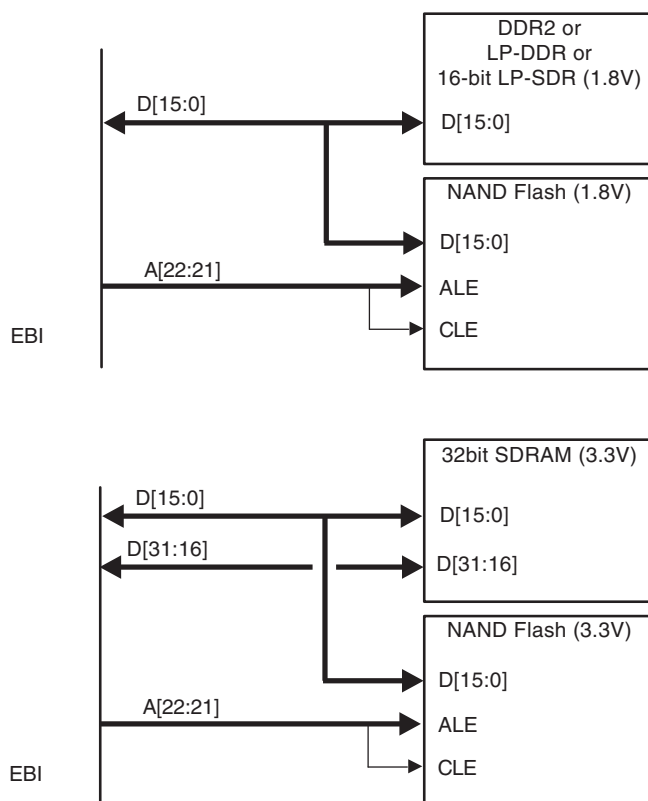 DDR2 or
LP-DDR or
16-bit LP-SDR (1.8V)
D[15:0]
D[15:0]
NAND Flash (1.8V)
D[15:0]
A[22:21]
ALE
EBI
CLE
32bit SDRAM (3.3V)
D[15:0]
D[15:0]
D[31:16]
D[31:16]
NAND Flash (3.3V)
D[15:0]
A[22:21]
ALE
EBI
CLE